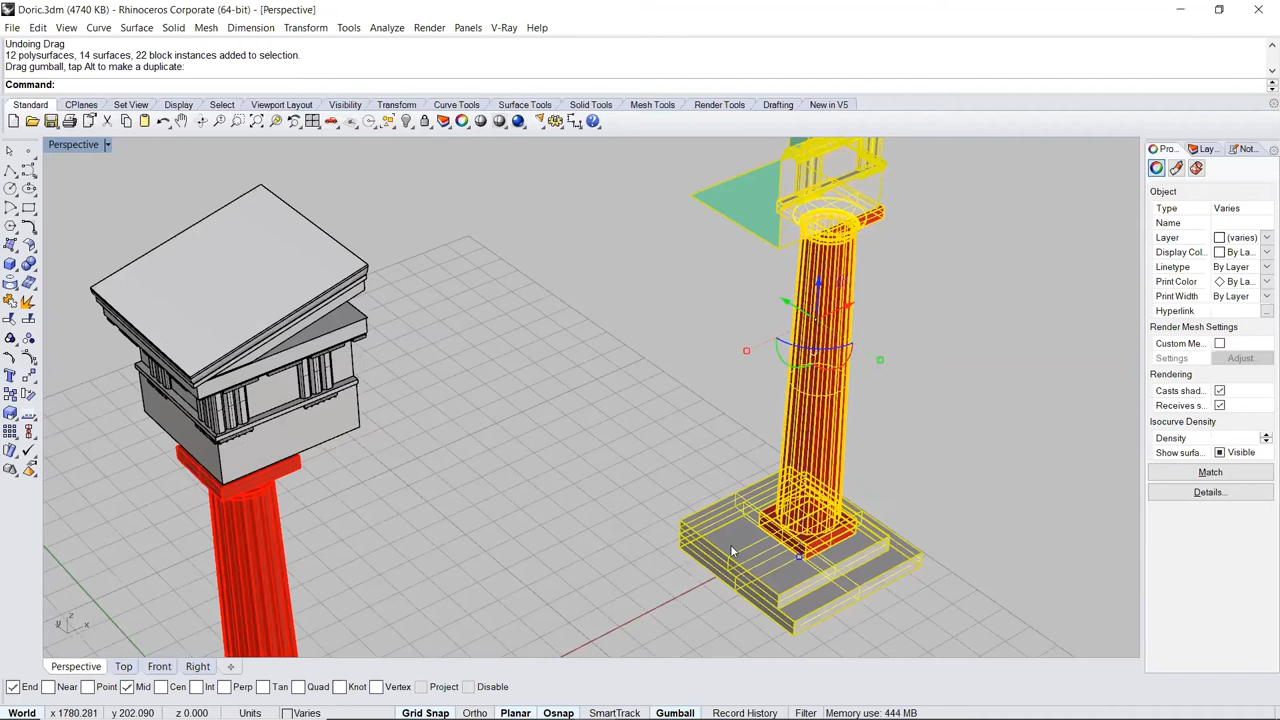 Doric.3dm (4740 KB) - Rhinoceros Corporate (64-bit) - [Perspective]
File Edit View Curve Surface Solid Mesh Dimension Transform Tools Analyze Render Panels V-Ray Help
Undoing Drag
12 polysurfaces, 14 surfaces, 22 block instances added to selection.
Drag gumball, tap Alt to make a duplicate:
Command:
Standard CPlanes Set View Display Select Viewport Layout Visibility Transform Curve Tools Surface Tools Solid Tools Mesh Tools Render Tools Drafting New in V5
Perspective
Pro... Lay... Not...
Object
Type Varies
Name
Layer (varies)
Display Col... By La...
Linetype By Layer
Print Color By La...
Print Width By Layer
Hyperlink ...
Render Mesh Settings
Custom Me...
Settings Adjust...
Rendering
Casts shad...
Receives s...
Isocurve Density
Density
Show surfa... Visible
Match
Details...
z
y x
Perspective Top Front Right
End Near Point Mid Cen Int Perp Tan Quad Knot Vertex Project Disable
World x 1780.281 y 202.090 z 0.000 Units Varies Grid Snap Ortho Planar Osnap SmartTrack Gumball Record History Filter Memory use: 444 MB